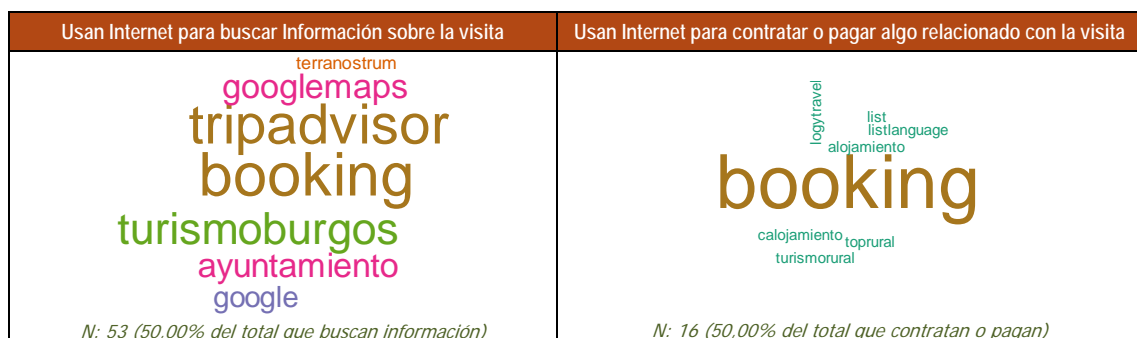 Usan Internet para buscar Información sobre la visita
Usan Internet para contratar o pagar algo relacionado con la visita
terranostrum
googlemaps
tripadvisor
booking
turismoburgos
ayuntamiento
google
N: 53 (50,00% del total que buscan información)
logytravel
list
listlanguage
alojamiento
booking
calojamiento
toprural
turismorural
N: 16 (50,00% del total que contratan o pagan)